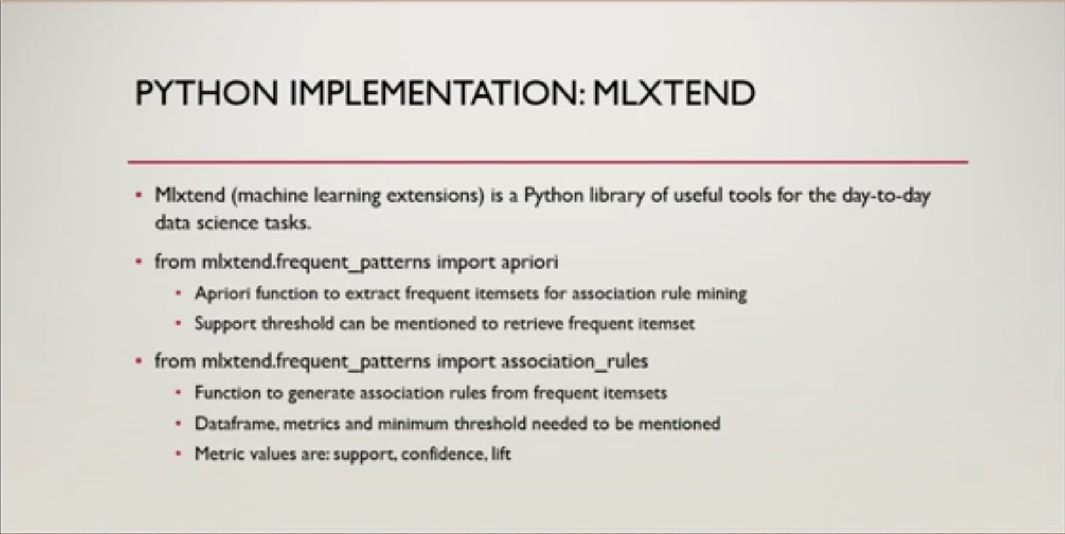 PYTHON IMPLEMENTATION: MLXTEND
• Mlxtend (machine learning extensions) is a Python library of useful tools for the day-to-day
data science tasks.
• from mlxtend.frequent_patterns import apriori
• Apriori function to extract frequent itemsets for association rule mining
• Support threshold can be mentioned to retrieve frequent itemset
• from mlxtend.frequent_patterns import association_rules
• Function to generate association rules from frequent itemsets
• Dataframe, metrics and minimum threshold needed to be mentioned
• Metric values are: support, confidence, lift